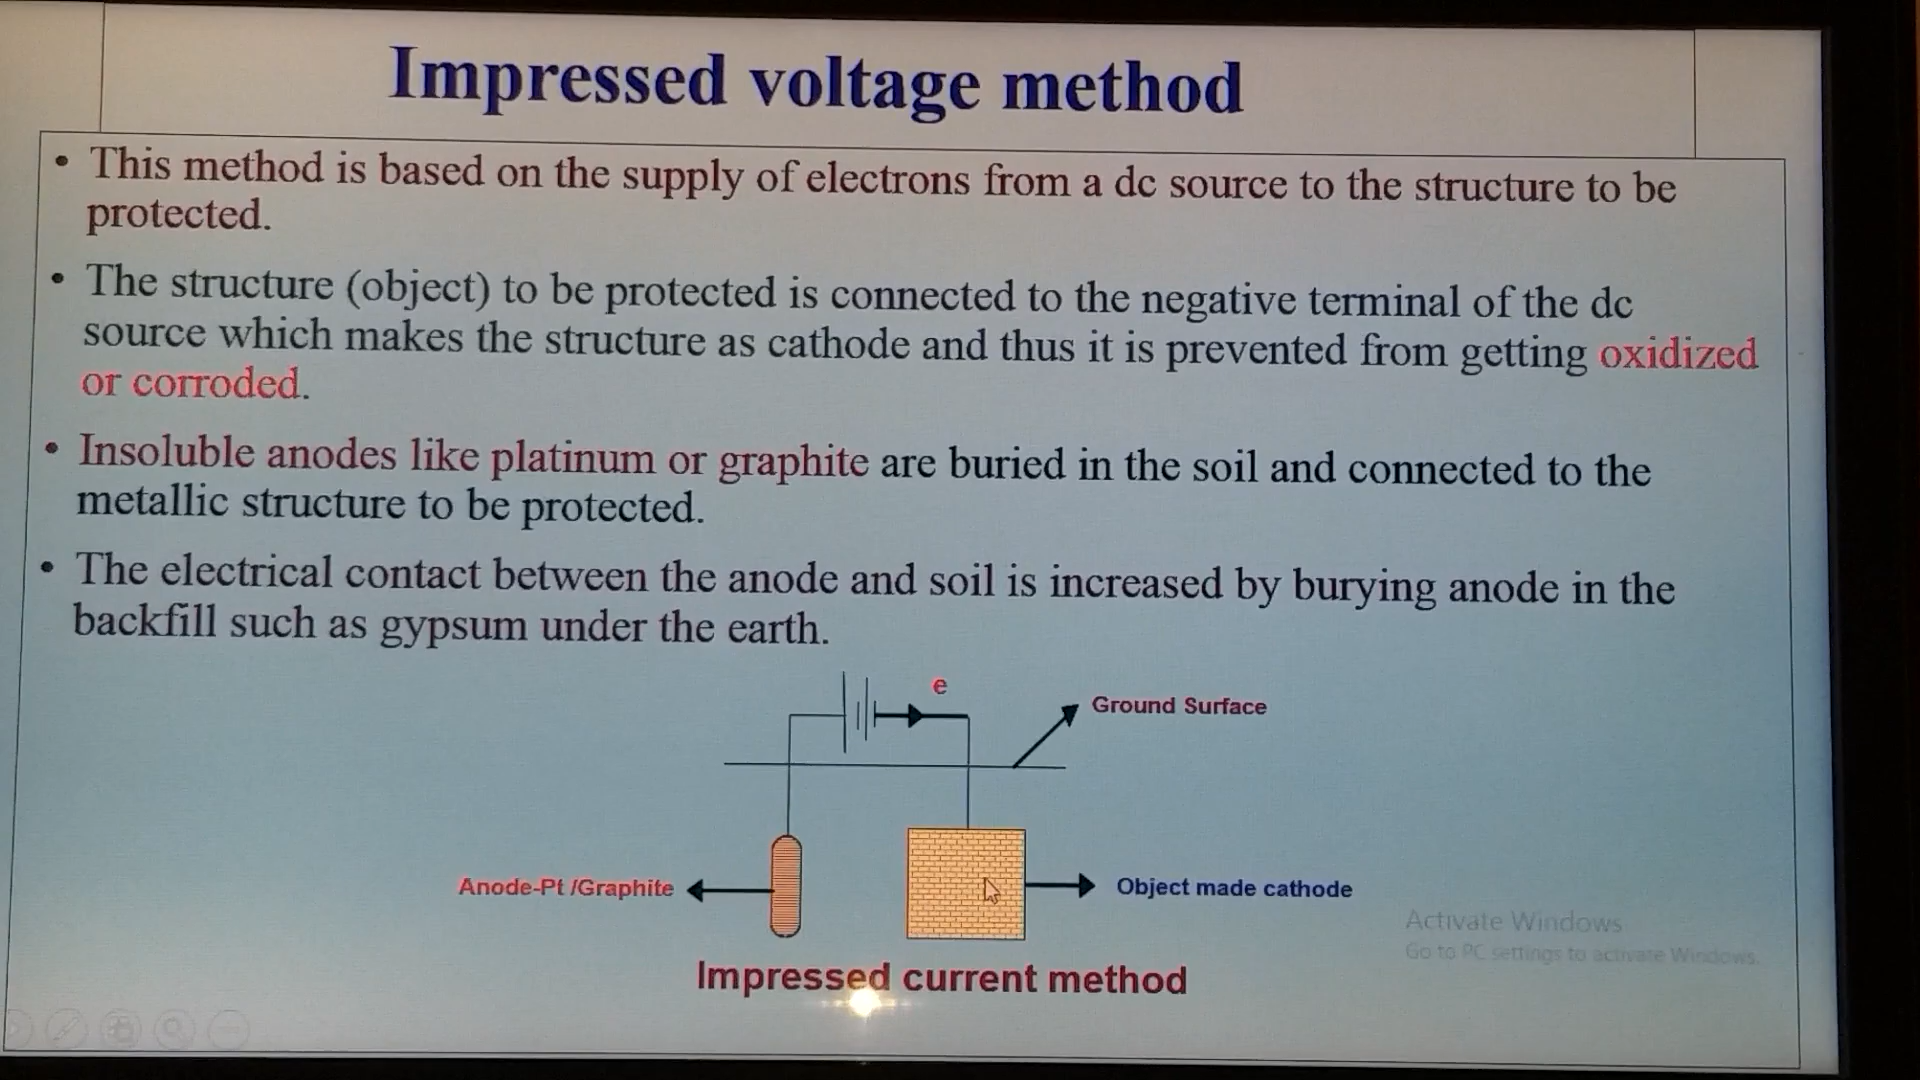 Impressed voltage method
• This method is based on the supply of electrons from a dc source to the structure to be
protected.
• The structure (object) to be protected is connected to the negative terminal of the dc
source which makes the structure as cathode and thus it is prevented from getting oxidized
or corroded.
• Insoluble anodes like platinum or graphite are buried in the soil and connected to the
metallic structure to be protected.
• The electrical contact between the anode and soil is increased by burying anode in the
backfill such as gypsum under the earth.
e
Ground Surface
Anode-Pt /Graphite
Object made cathode
Activate Windows
Go to PC settings to activate Windows.
Impressed current method